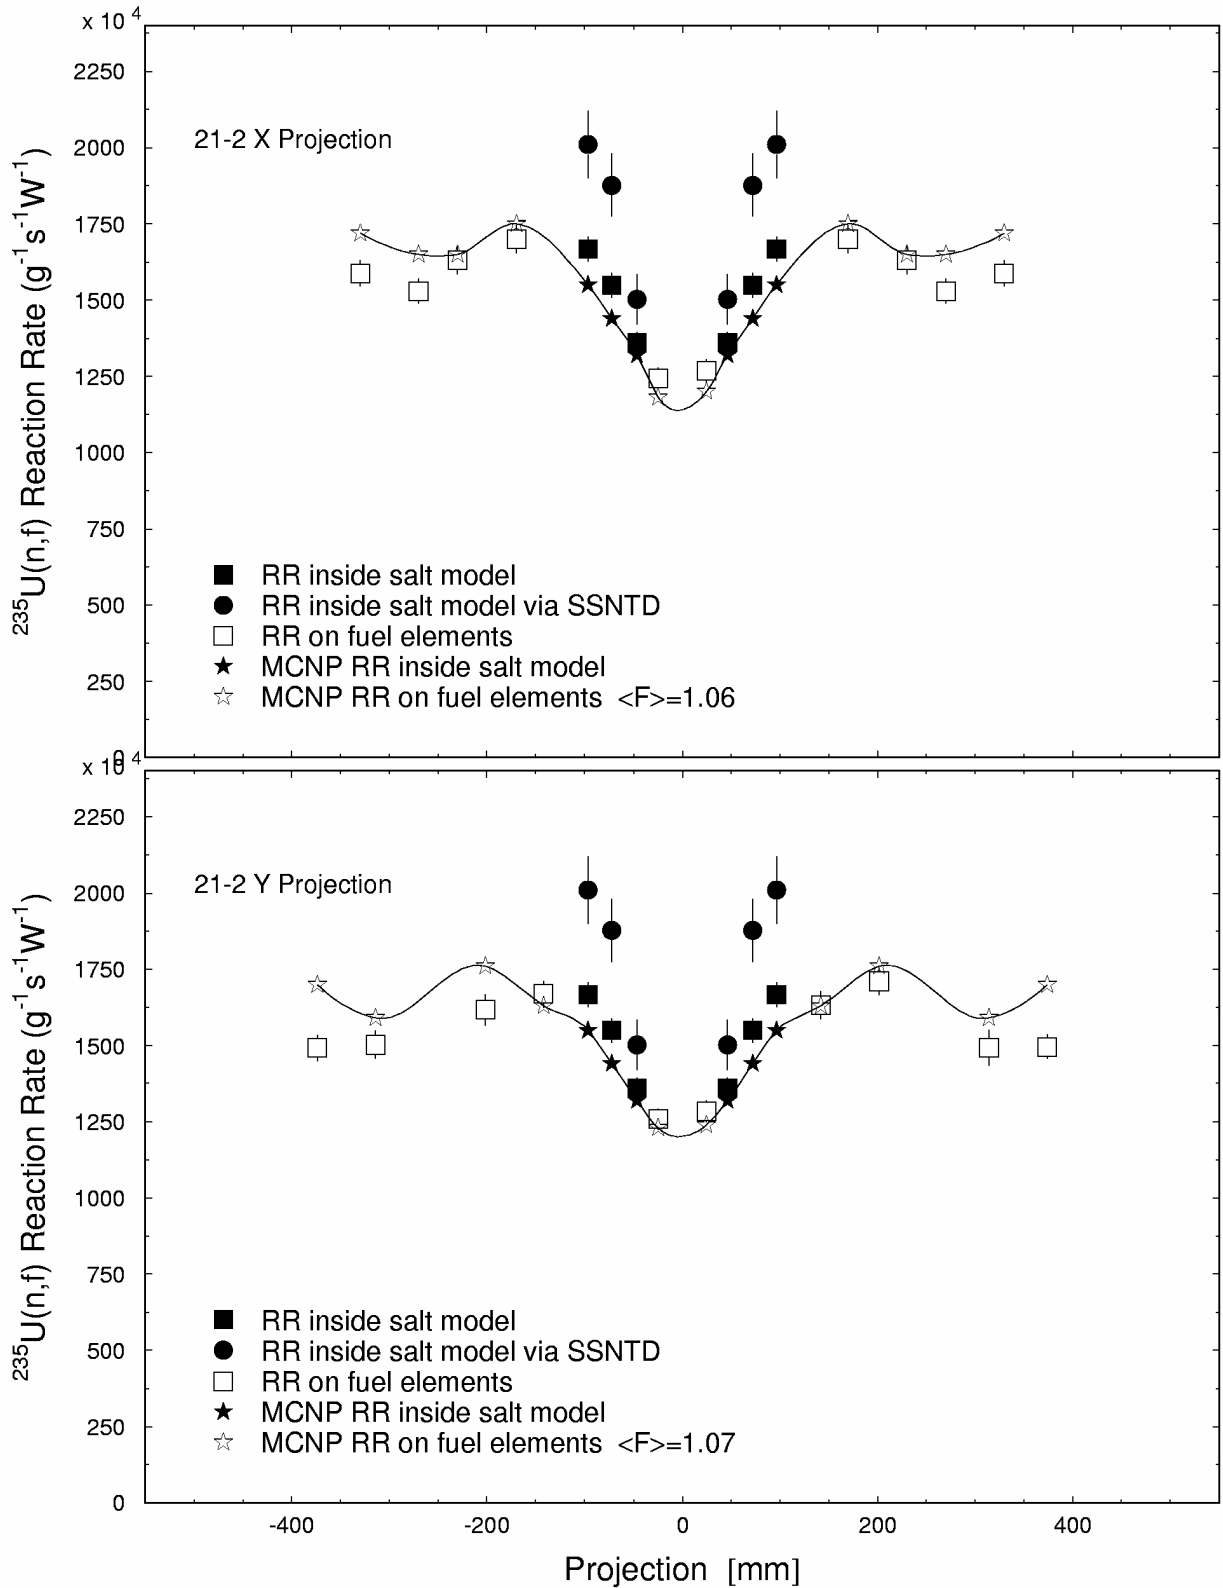 x 10 4
2250
2000
1750
1500
1250
1000
750
500
250
0
235U(n,f) Reaction Rate (g-1s-1W-1)
21-2 X Projection
RR inside salt model
RR inside salt model via SSNTD
RR on fuel elements
MCNP RR inside salt model
MCNP RR on fuel elements <F>=1.06
x 10 4
2250
2000
1750
1500
1250
1000
750
500
250
0
235U(n,f) Reaction Rate (g-1s-1W-1)
21-2 Y Projection
RR inside salt model
RR inside salt model via SSNTD
RR on fuel elements
MCNP RR inside salt model
MCNP RR on fuel elements <F>=1.07
-400 -200 0 200 400
Projection [mm]